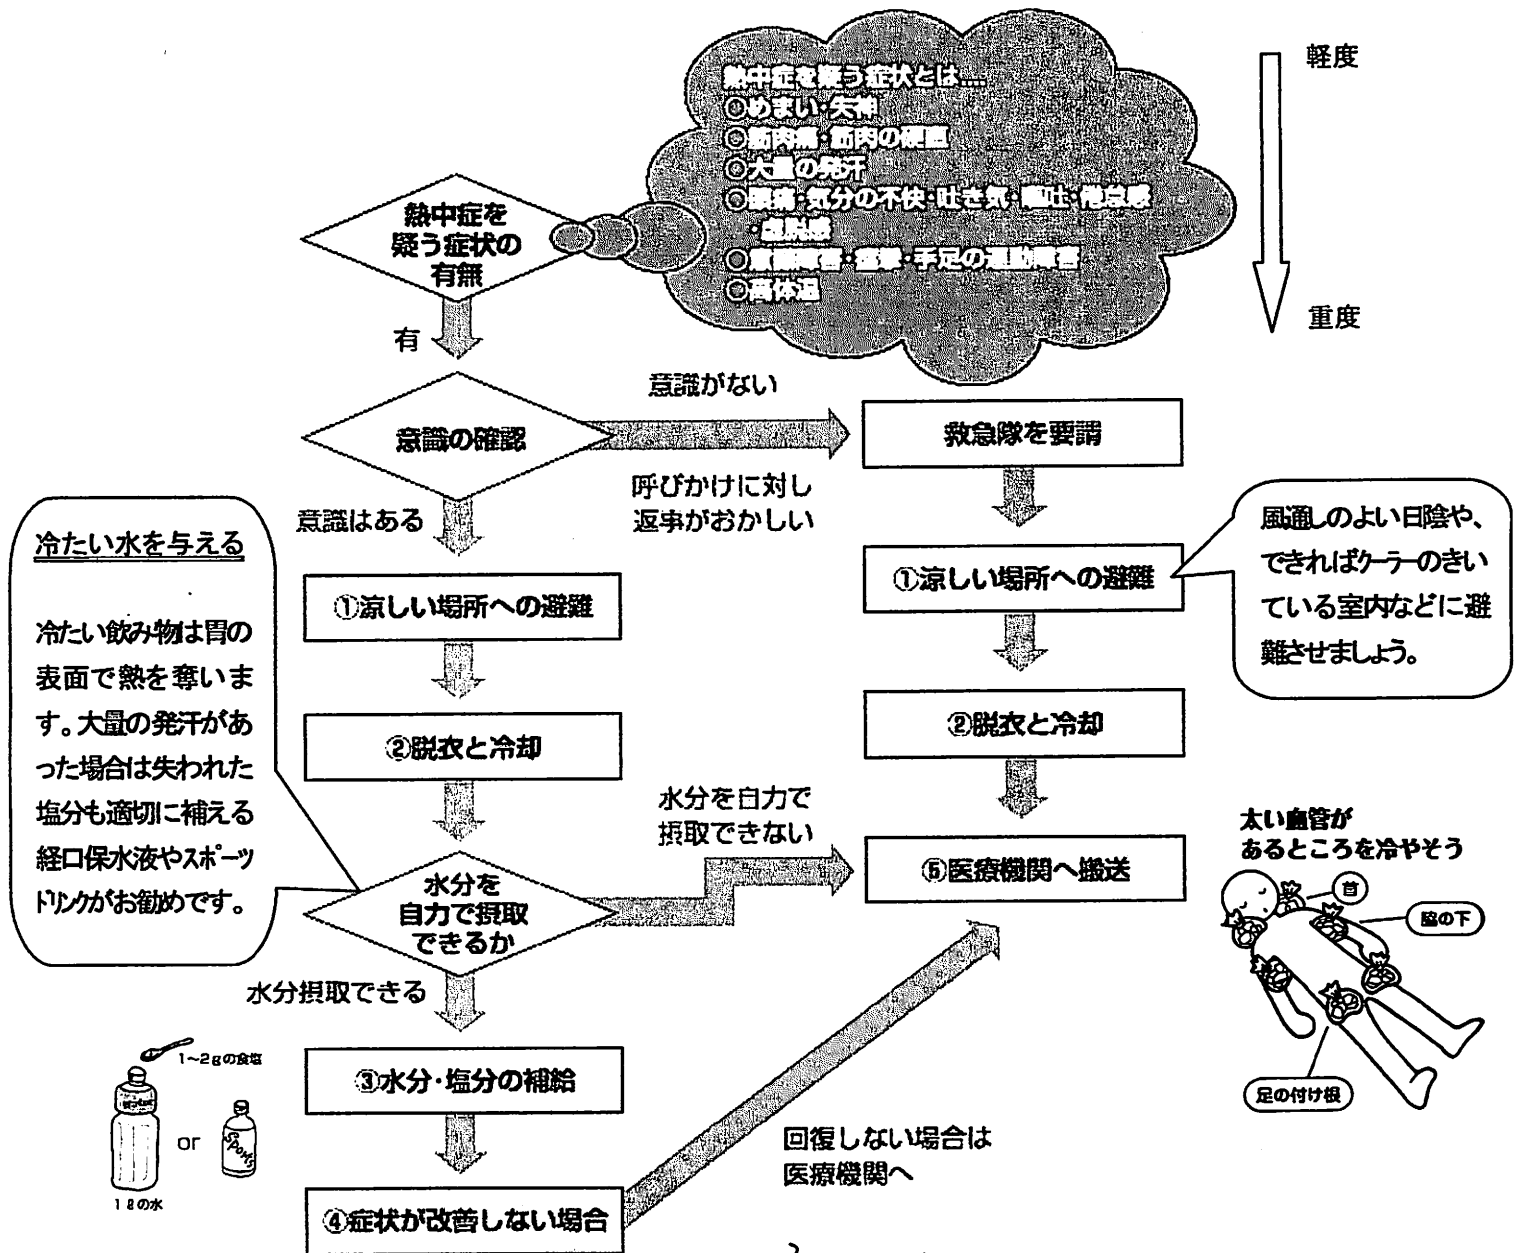 軽度
熱中症を疑う症状とは....
○めまい・失神
○筋肉痛・筋肉の硬直
○大量の発汗
○頭痛・気分の不快・吐き気・嘔吐・倦怠感
・虚脱感
○意識障害・痙攣・手足の運動障害
○高体温
重度
熱中症を
疑う症状の
有無
有
意識がない
意識の確認
救急隊を要請
呼びかけに対し
返事がおかしい
意識はある
冷たい水を与える
冷たい飲み物は胃の
表面で熱を奪いま
す。大量の発汗があ
った場合は失われた
塩分も適切に補える
経口保水液やスポーツ
ドリンクがお勧めです。
風通しのよい日陰や、
できればクーラーのきい
ている室内などに避
難させましょう。
①涼しい場所への避難
①涼しい場所への避難
②脱衣と冷却
②脱衣と冷却
水分を自力で
摂取できない
水分を
自力で摂取
できるか
⑤医療機関へ搬送
太い血管が
あるところを冷やそう
首
脇の下
足の付け根
水分摂取できる
1~2gの食塩
or
SPORTS
1ℓの水
③水分・塩分の補給
回復しない場合は
医療機関へ
④症状が改善しない場合